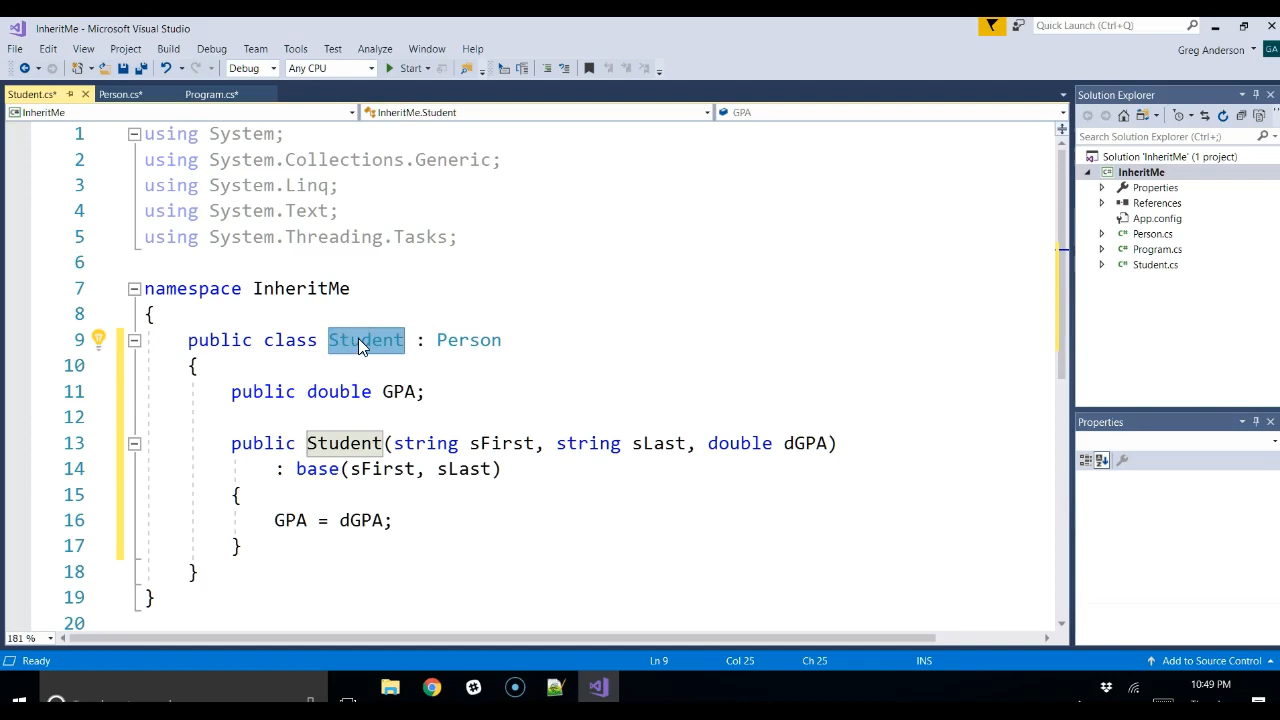 InheritMe - Microsoft Visual Studio
Quick Launch (Ctrl+Q)
File Edit View Project Build Debug Team Tools Test Analyze Window Help
Greg Anderson GA
Debug Any CPU Start
Student.cs* Person.cs* Program.cs*
InheritMe InheritMe.Student GPA
1 using System;
2 using System.Collections.Generic;
3 using System.Linq;
4 using System.Text;
5 using System.Threading.Tasks;
6
7 namespace InheritMe
8 {
9 public class Student : Person
10 {
11 public double GPA;
12
13 public Student(string sFirst, string sLast, double dGPA)
14 : base(sFirst, sLast)
15 {
16 GPA = dGPA;
17 }
18 }
19 }
20
181 %
Solution Explorer
Search Solution Explorer (Ctrl+;)
Solution 'InheritMe' (1 project)
C# InheritMe
Properties
References
App.config
C# Person.cs
C# Program.cs
C# Student.cs
Properties
Ready Ln 9 Col 25 Ch 25 INS Add to Source Control
10:49 PM